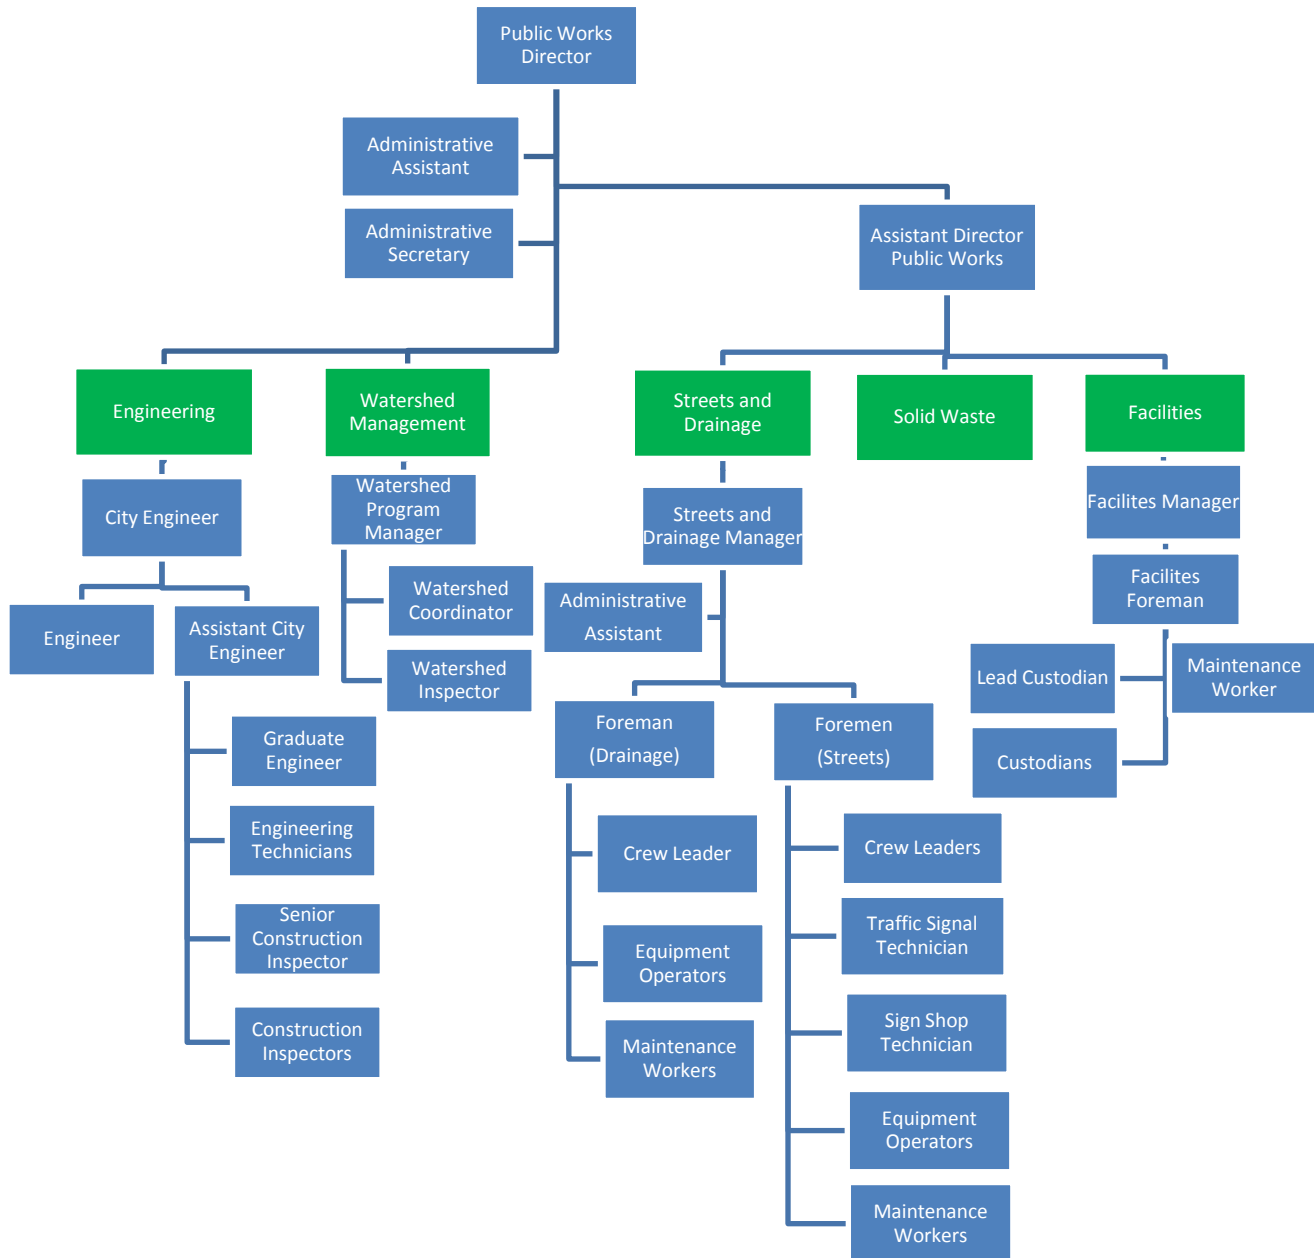 Public Works
Director
Administrative
Assistant
Administrative
Secretary
Assistant Director
Public Works
Engineering
Watershed
Management
Streets and
Drainage
Solid Waste
Facilities
City Engineer
Watershed
Program
Manager
Streets and
Drainage Manager
Facilites Manager
Engineer
Assistant City
Engineer
Watershed
Coordinator
Watershed
Inspector
Administrative
Assistant
Facilites
Foreman
Lead Custodian
Maintenance
Worker
Custodians
Graduate
Engineer
Engineering
Technicians
Senior
Construction
Inspector
Construction
Inspectors
Foreman
(Drainage)
Foremen
(Streets)
Crew Leader
Equipment
Operators
Maintenance
Workers
Crew Leaders
Traffic Signal
Technician
Sign Shop
Technician
Equipment
Operators
Maintenance
Workers